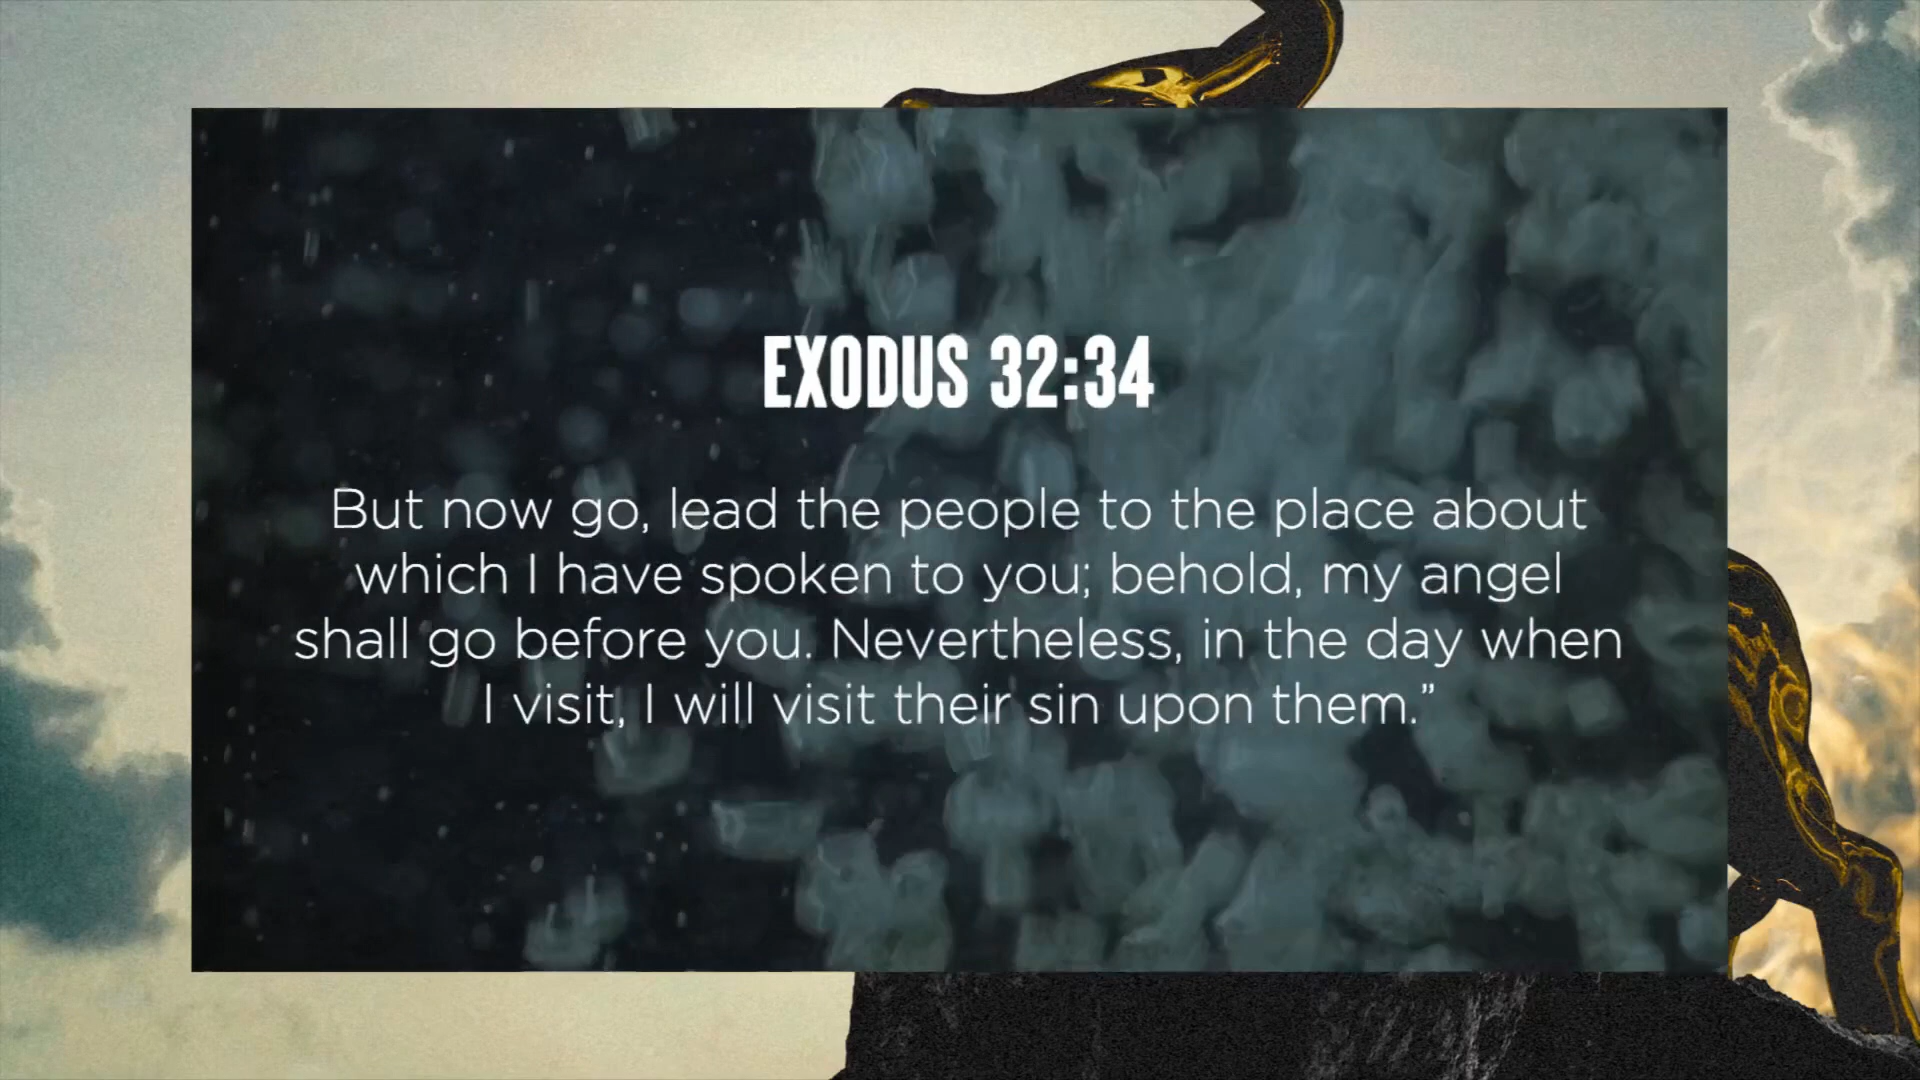 EXODUS 32:34
But now go, lead the people to the place about
which I have spoken to you; behold, my angel
shall go before you. Nevertheless, in the day when
I visit, I will visit their sin upon them.”